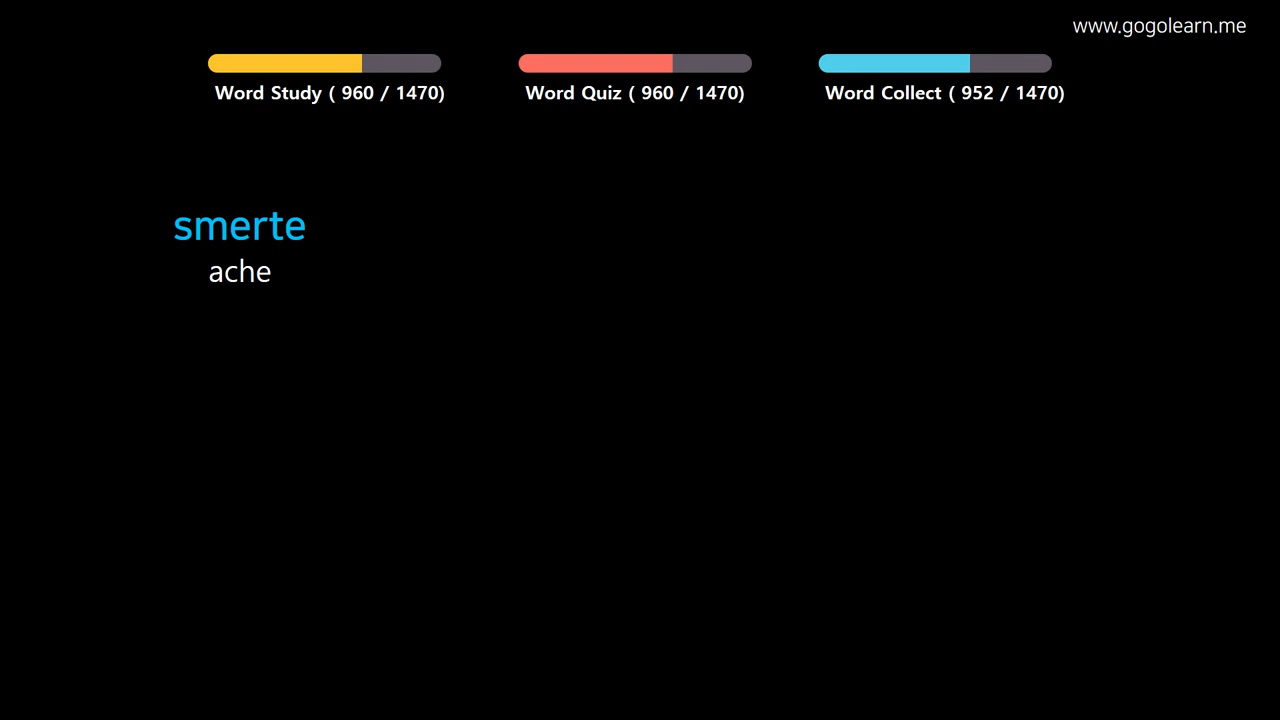 www.gogolearn.me
Word Study ( 960 / 1470)
Word Quiz ( 960 / 1470)
Word Collect ( 952 / 1470)
smerte
ache